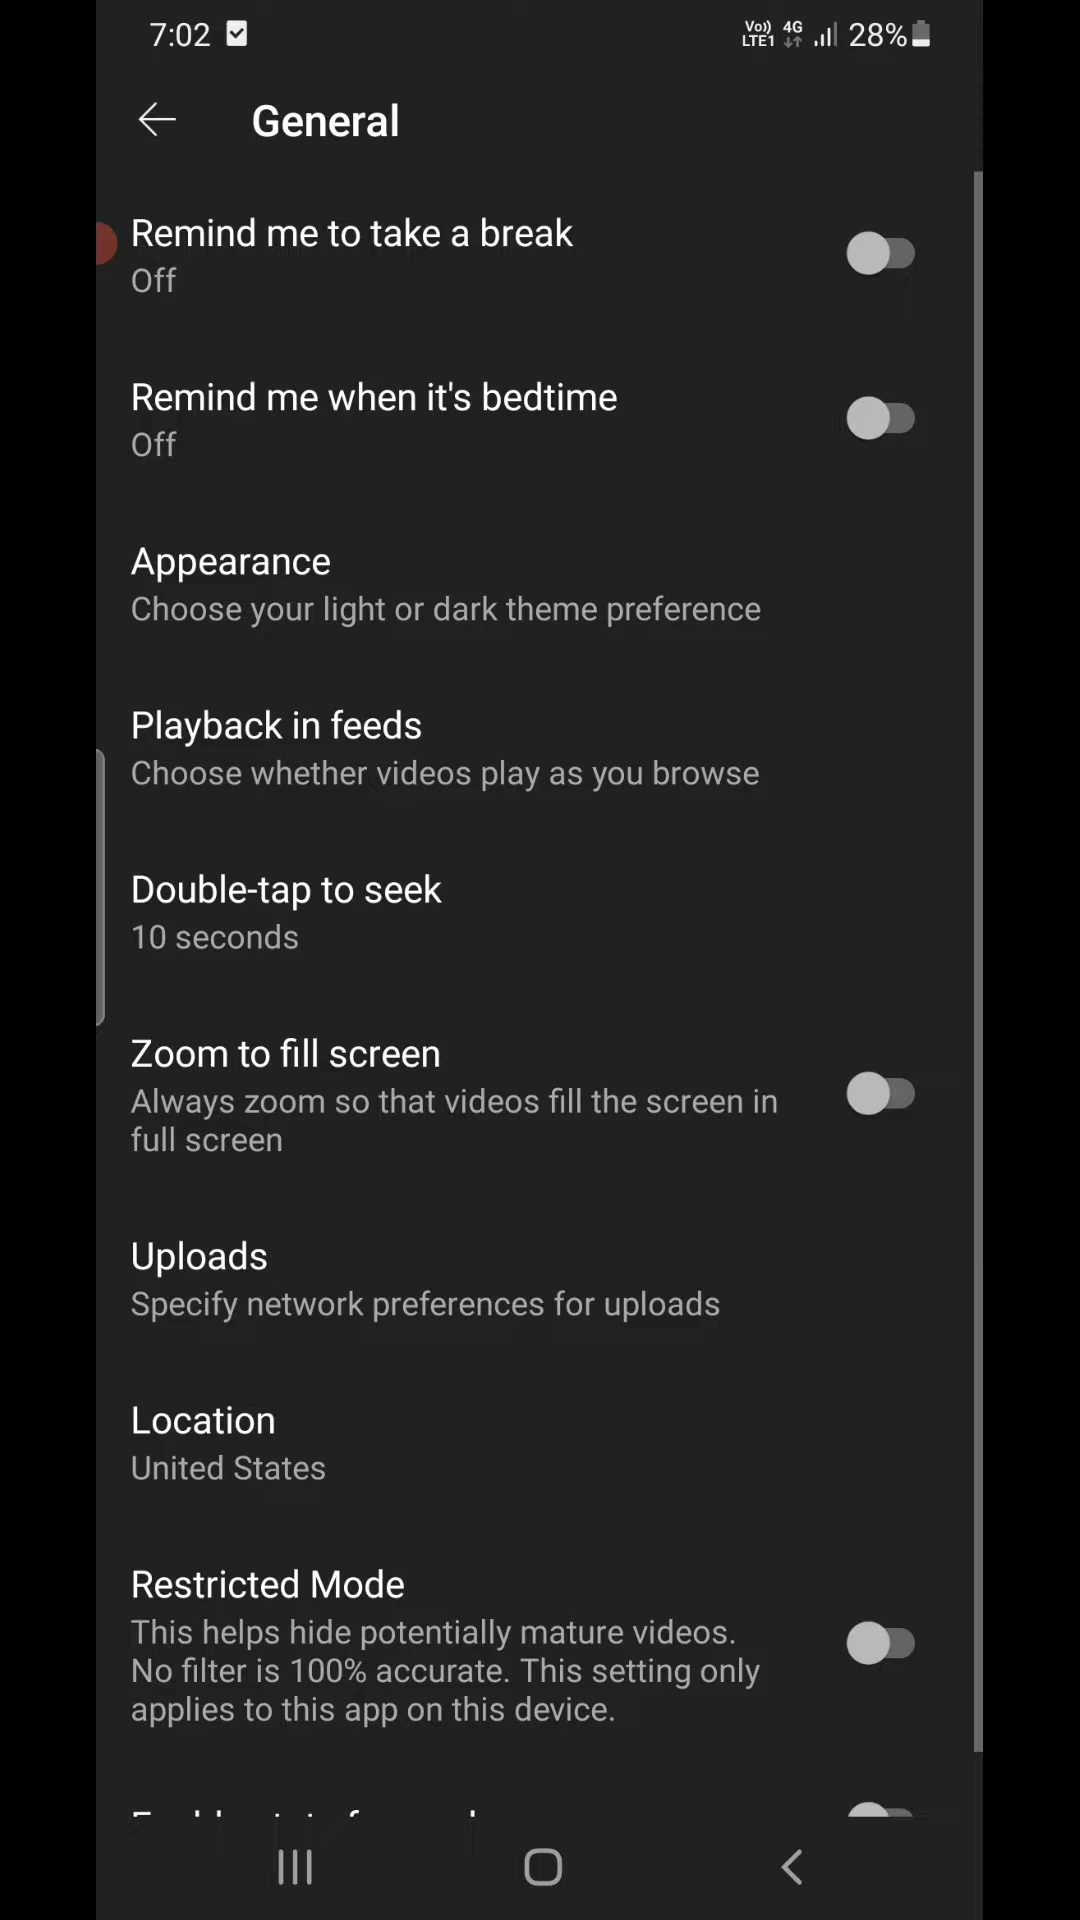 7:02
Vo)) LTE1 4G 28%
General
Remind me to take a break
Off
Remind me when it's bedtime
Off
Appearance
Choose your light or dark theme preference
Playback in feeds
Choose whether videos play as you browse
Double-tap to seek
10 seconds
Zoom to fill screen
Always zoom so that videos fill the screen in
full screen
Uploads
Specify network preferences for uploads
Location
United States
Restricted Mode
This helps hide potentially mature videos.
No filter is 100% accurate. This setting only
applies to this app on this device.